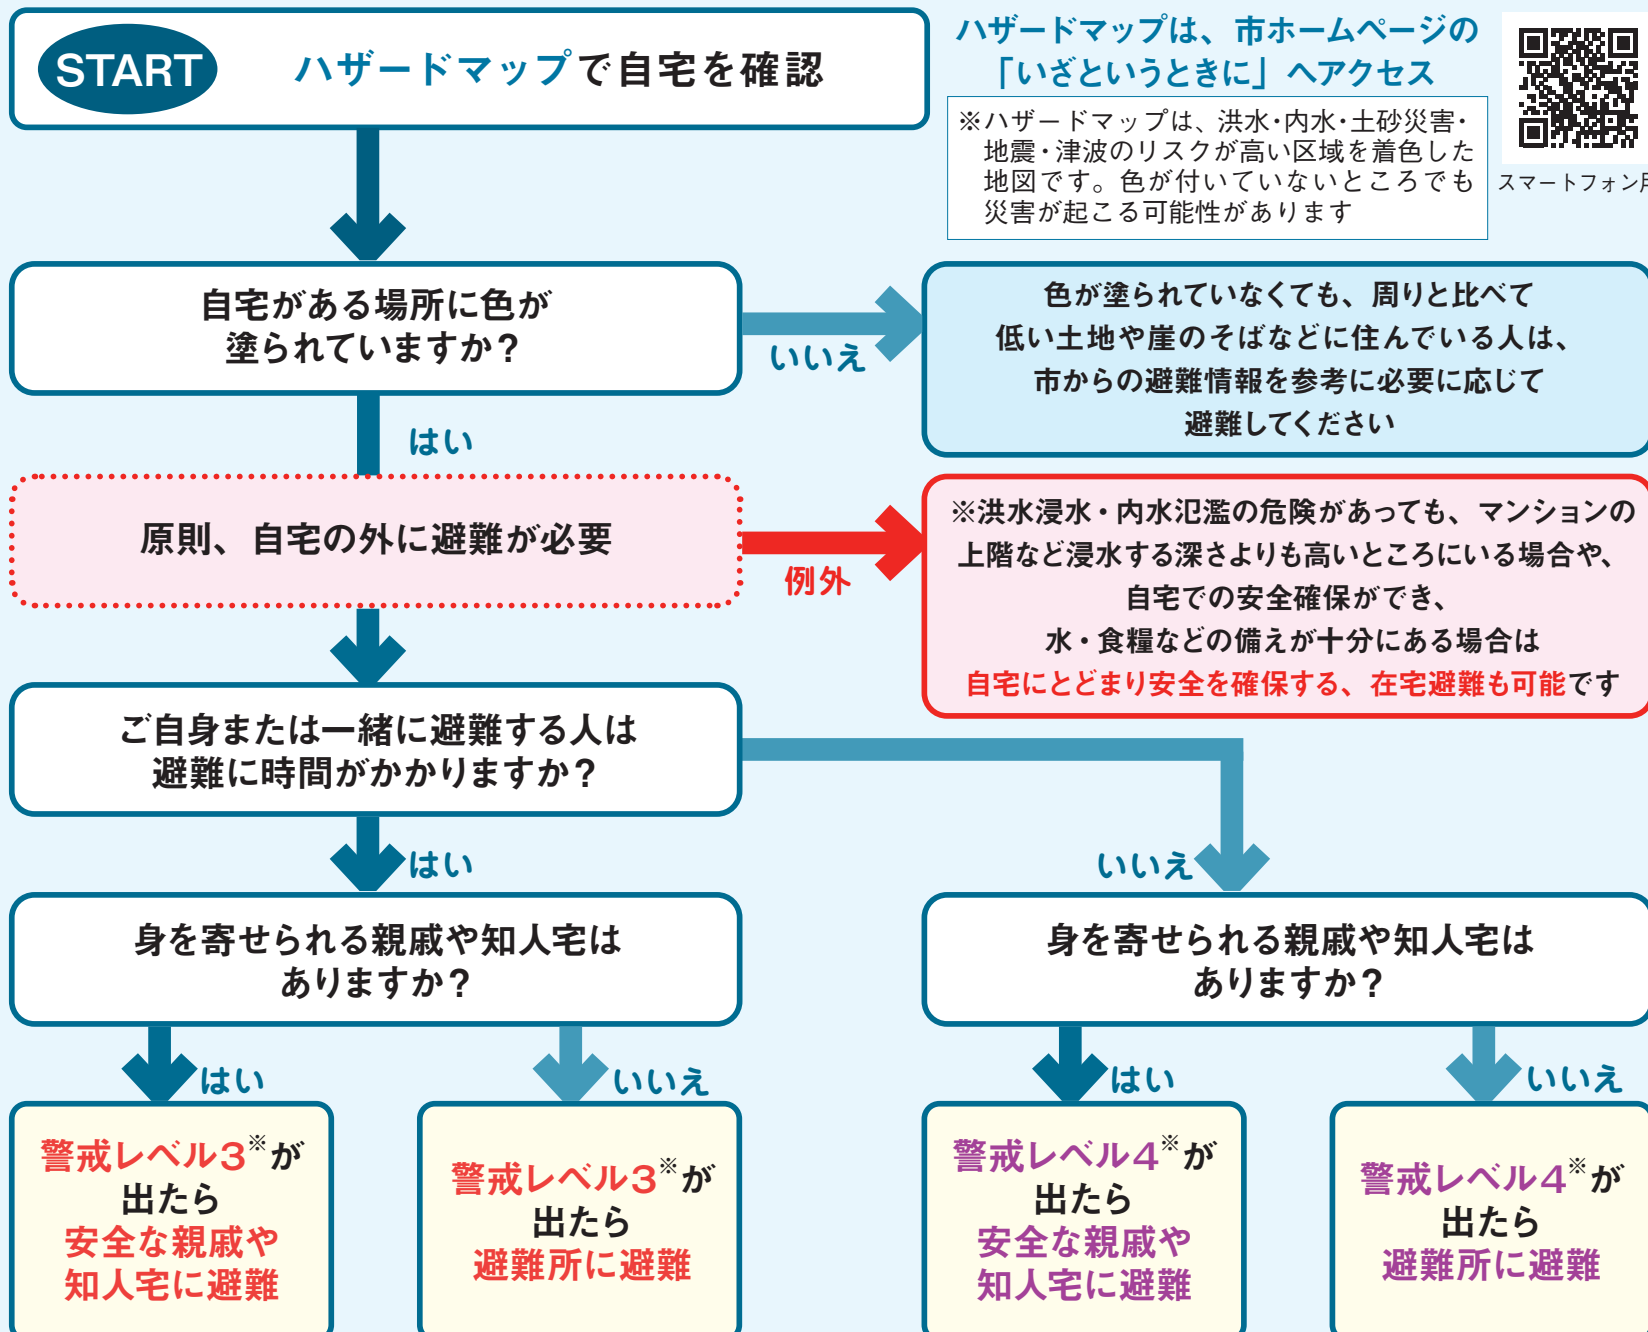 START
ハザードマップで自宅を確認
ハザードマップは、市ホームページの
「いざというときに」へアクセス
※ハザードマップは、洪水・内水・土砂災害・
地震・津波のリスクが高い区域を着色した
地図です。色が付いていないところでも
災害が起こる可能性があります
スマートフォン用
自宅がある場所に色が
塗られていますか？
いいえ
色が塗られていなくても、周りと比べて
低い土地や崖のそばなどに住んでいる人は、
市からの避難情報を参考に必要に応じて
避難してください
はい
原則、自宅の外に避難が必要
例外
※洪水浸水・内水氾濫の危険があっても、マンションの
上階など浸水する深さよりも高いところにいる場合や、
自宅での安全確保ができ、
水・食糧などの備えが十分にある場合は
自宅にとどまり安全を確保する、在宅避難も可能です
ご自身または一緒に避難する人は
避難に時間がかかりますか？
はい
いいえ
身を寄せられる親戚や知人宅は
ありますか？
身を寄せられる親戚や知人宅は
ありますか？
はい
いいえ
はい
いいえ
警戒レベル3※が
出たら
安全な親戚や
知人宅に避難
警戒レベル3※が
出たら
避難所に避難
警戒レベル4※が
出たら
安全な親戚や
知人宅に避難
警戒レベル4※が
出たら
避難所に避難